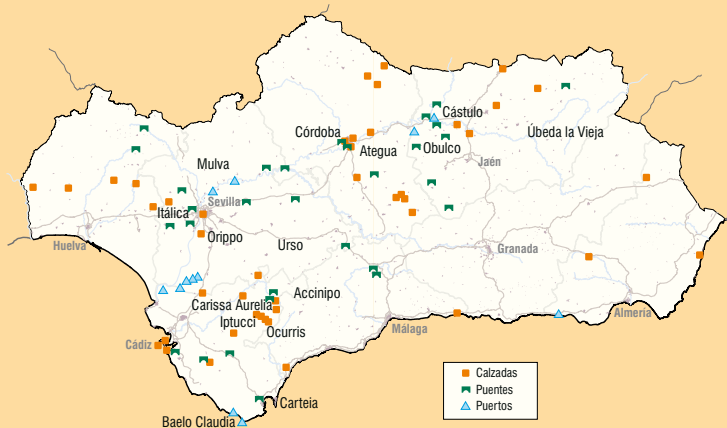 Cástulo
Córdoba
Úbeda la Vieja
Ategua
Obulco
Mulva
Jaén
Sevilla
Itálica
Orippo
Urso
Huelva
Granada
Accinipo
Carissa Aurelia
Almería
Iptucci
Ocurris
Málaga
Cádiz
Carteia
Baelo Claudia
Calzadas
Puentes
Puertos